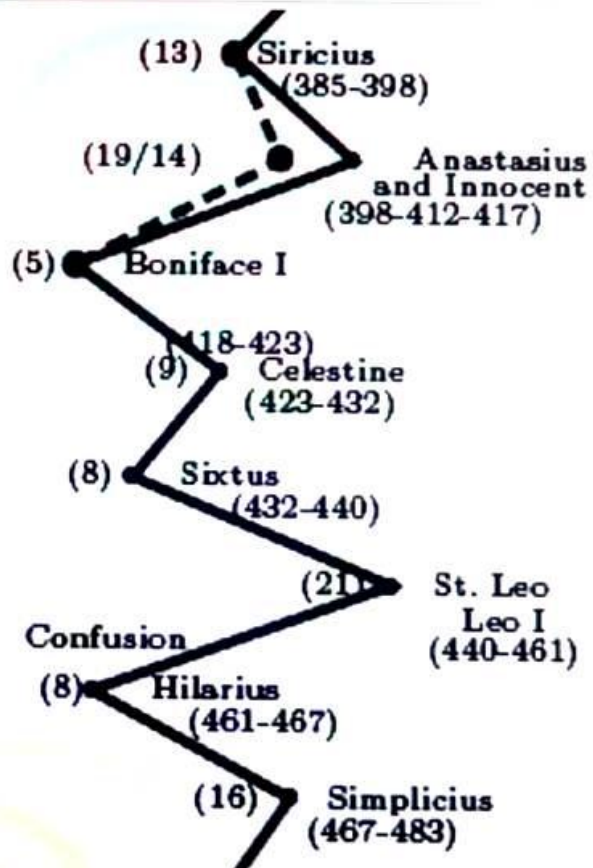 (13) Siricius
(385-398)
(19/14) Anastasius
and Innocent
(398-412-417)
(5) Boniface I
(418-423)
(9) Celestine
(423-432)
(8) Sixtus
(432-440)
(21) St. Leo
Leo I
(440-461)
Confusion
(8) Hilarius
(461-467)
(16) Simplicius
(467-483)